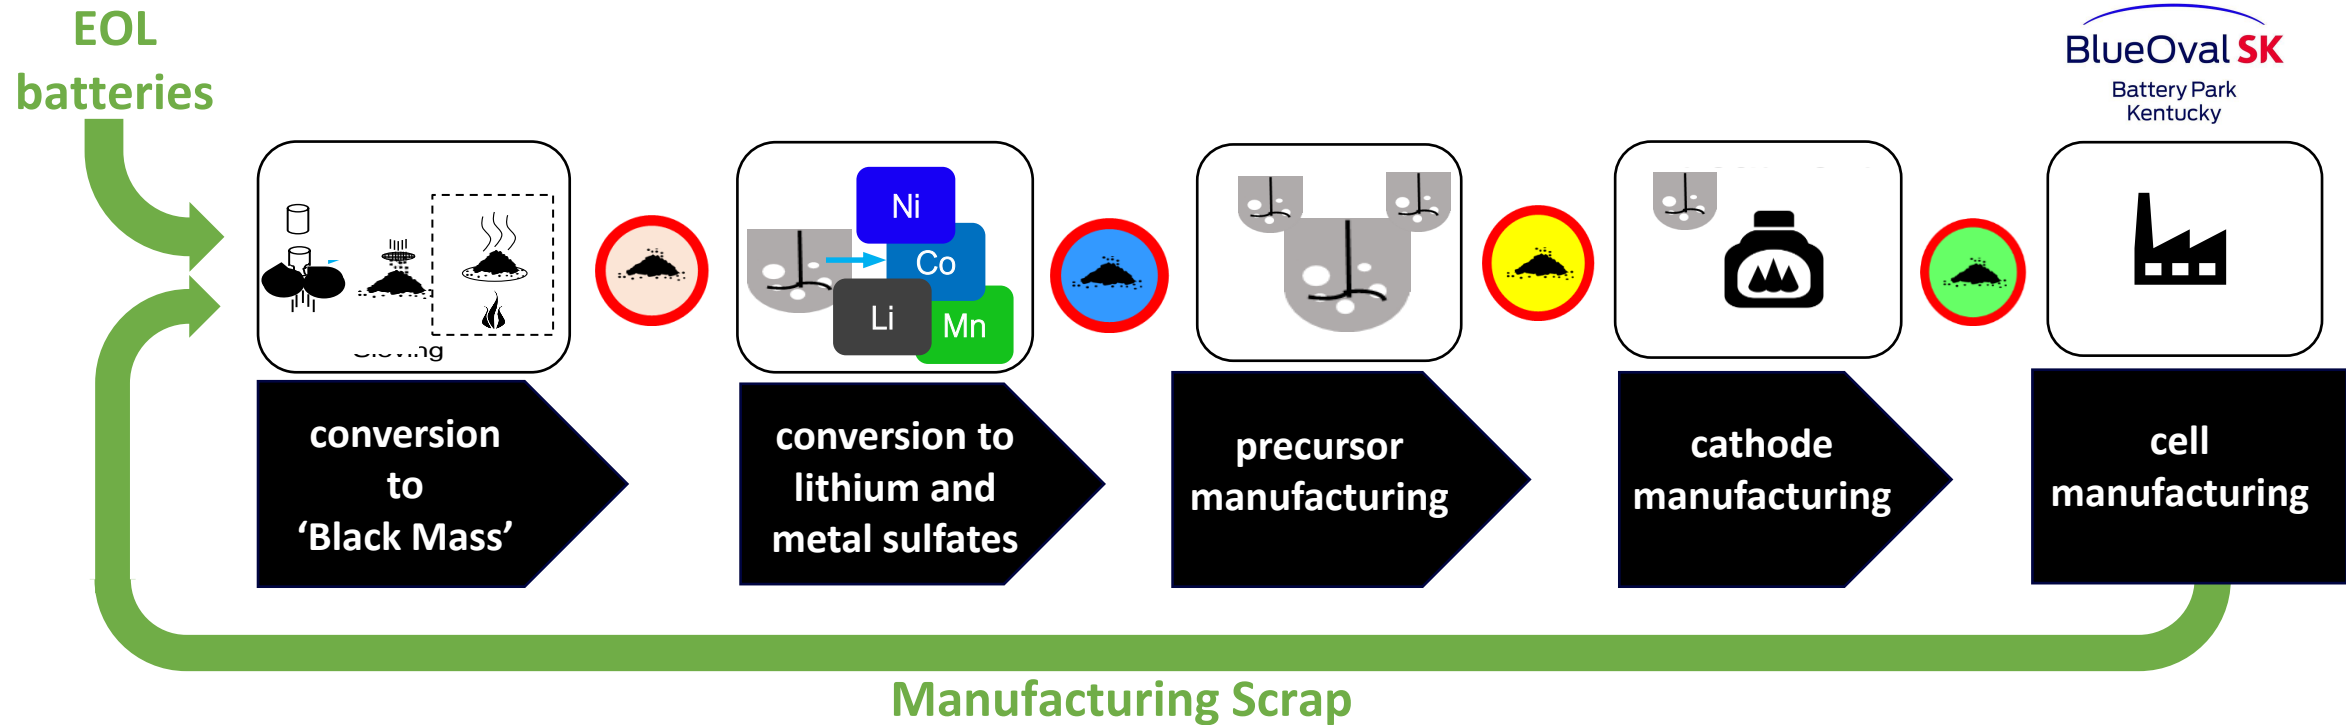 EOL
batteries
BlueOval SK
Battery Park
Kentucky
Ni
Co
Li
Mn
conversion
to
‘Black Mass’
conversion to
lithium and
metal sulfates
precursor
manufacturing
cathode
manufacturing
cell
manufacturing
Manufacturing Scrap